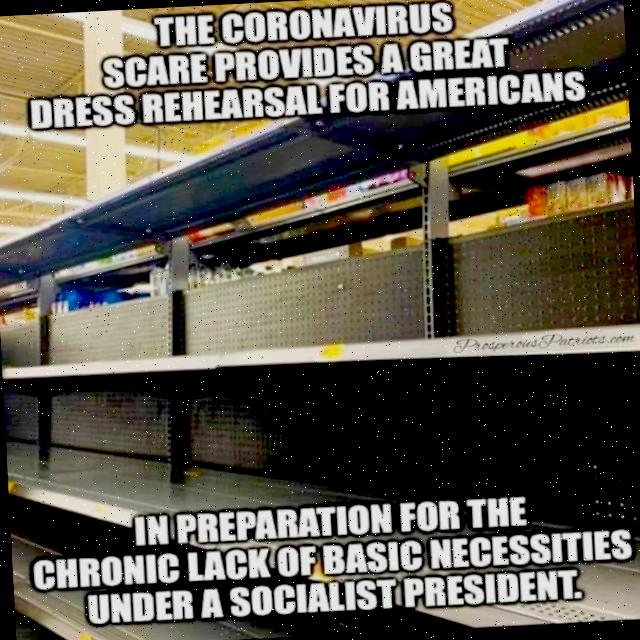 THE CORONAVIRUS
SCARE PROVIDES A GREAT
DRESS REHEARSAL FOR AMERICANS
ProsperousPatriots.com
IN PREPARATION FOR THE
CHRONIC LACK OF BASIC NECESSITIES
UNDER A SOCIALIST PRESIDENT.